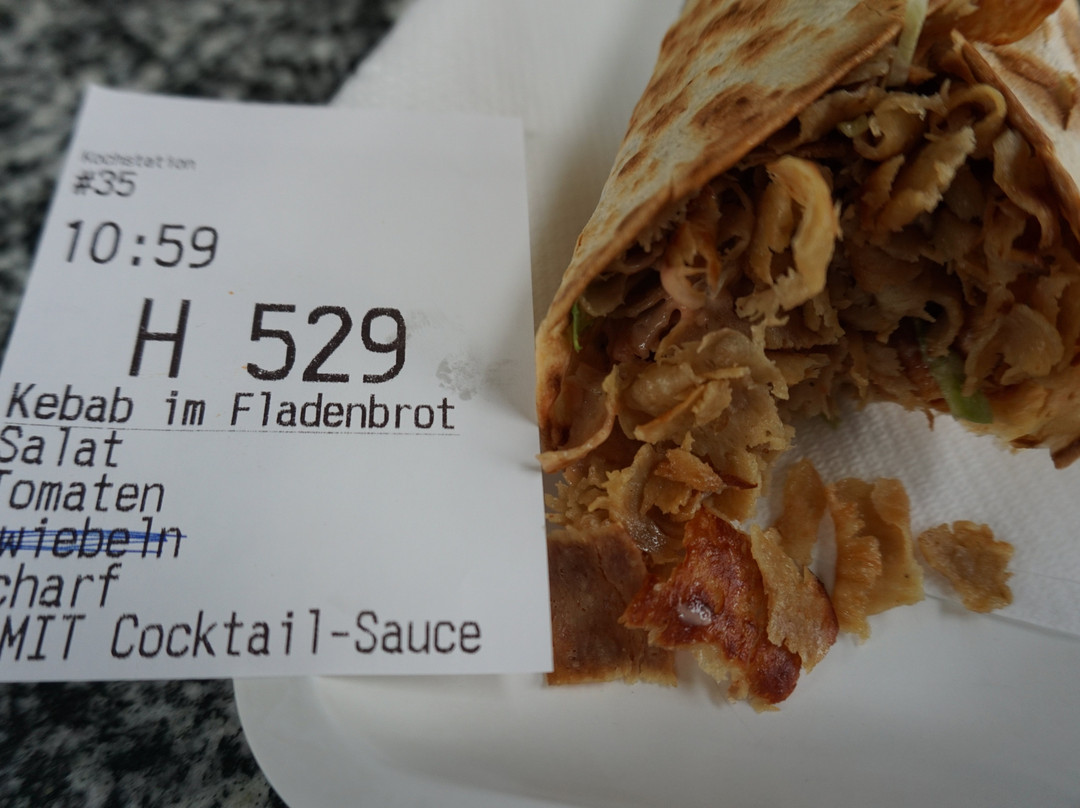 Kochstation
#35
10:59
H 529
Kebab im Fladenbrot
Salat
Tomaten
wiebeln
charf
MIT Cocktail-Sauce